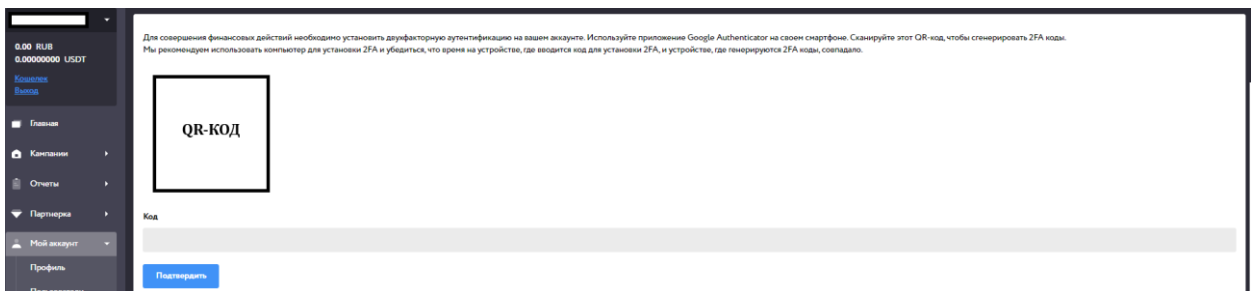 0.00 RUB
0.00000000 USDT
Кошелек
Выход
Главная
Кампании
Отчеты
Партнерка
Мой аккаунт
Профиль
Для совершения финансовых действий необходимо установить двухфакторную аутентификацию на вашем аккаунте. Используйте приложение Google Authenticator на своем смартфоне. Сканируйте этот QR-код, чтобы сгенерировать 2FA коды.
Мы рекомендуем использовать компьютер для установки 2FA и убедиться, что время на устройстве, где вводится код для установки 2FA, и устройстве, где генерируются 2FA коды, совпадало.
QR-КОД
Код
Подтвердить